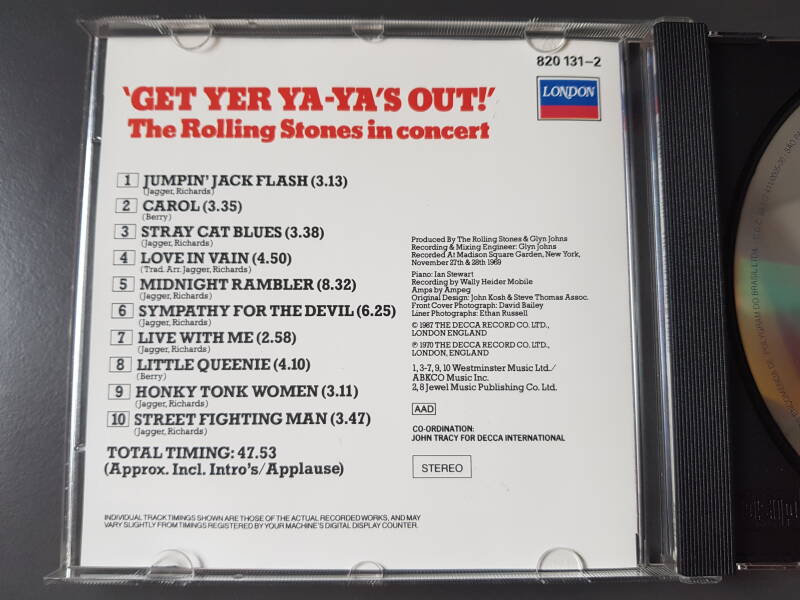 820 131-2
LONDON
'GET YER YA-YA'S OUT!'
The Rolling Stones in concert
1 JUMPIN' JACK FLASH (3.13)
(Jagger, Richards)
2 CAROL (3.35)
(Berry)
3 STRAY CAT BLUES (3.38)
(Jagger, Richards)
4 LOVE IN VAIN (4.50)
(Trad. Arr. Jagger, Richards)
5 MIDNIGHT RAMBLER (8.32)
(Jagger, Richards)
6 SYMPATHY FOR THE DEVIL (6.25)
(Jagger, Richards)
7 LIVE WITH ME (2.58)
(Jagger, Richards)
8 LITTLE QUEENIE (4.10)
(Berry)
9 HONKY TONK WOMEN (3.11)
(Jagger, Richards)
10 STREET FIGHTING MAN (3.47)
(Jagger, Richards)
TOTAL TIMING: 47.53
(Approx. Incl. Intro's/Applause)
Produced By The Rolling Stones & Glyn Johns
Recording & Mixing Engineer: Glyn Johns
Recorded At Madison Square Garden, New York,
November 27th & 28th 1969
Piano: Ian Stewart
Recording by Wally Heider Mobile
Amps by Ampeg
Original Design: John Kosh & Steve Thomas Assoc.
Front Cover Photograph: David Bailey
Liner Photographs: Ethan Russell
© 1987 THE DECCA RECORD CO. LTD.,
LONDON ENGLAND
℗ 1970 THE DECCA RECORD CO. LTD.,
LONDON, ENGLAND
1, 3-7, 9, 10 Westminster Music Ltd./
ABKCO Music Inc.
2, 8 Jewel Music Publishing Co. Ltd.
AAD
CO-ORDINATION:
JOHN TRACY FOR DECCA INTERNATIONAL
STEREO
INDIVIDUAL TRACK TIMINGS SHOWN ARE THOSE OF THE ACTUAL RECORDED WORKS, AND MAY
VARY SLIGHTLY FROM TIMINGS REGISTERED BY YOUR MACHINE'S DIGITAL DISPLAY COUNTER.
POLYGRAM DO BRASIL LTDA.